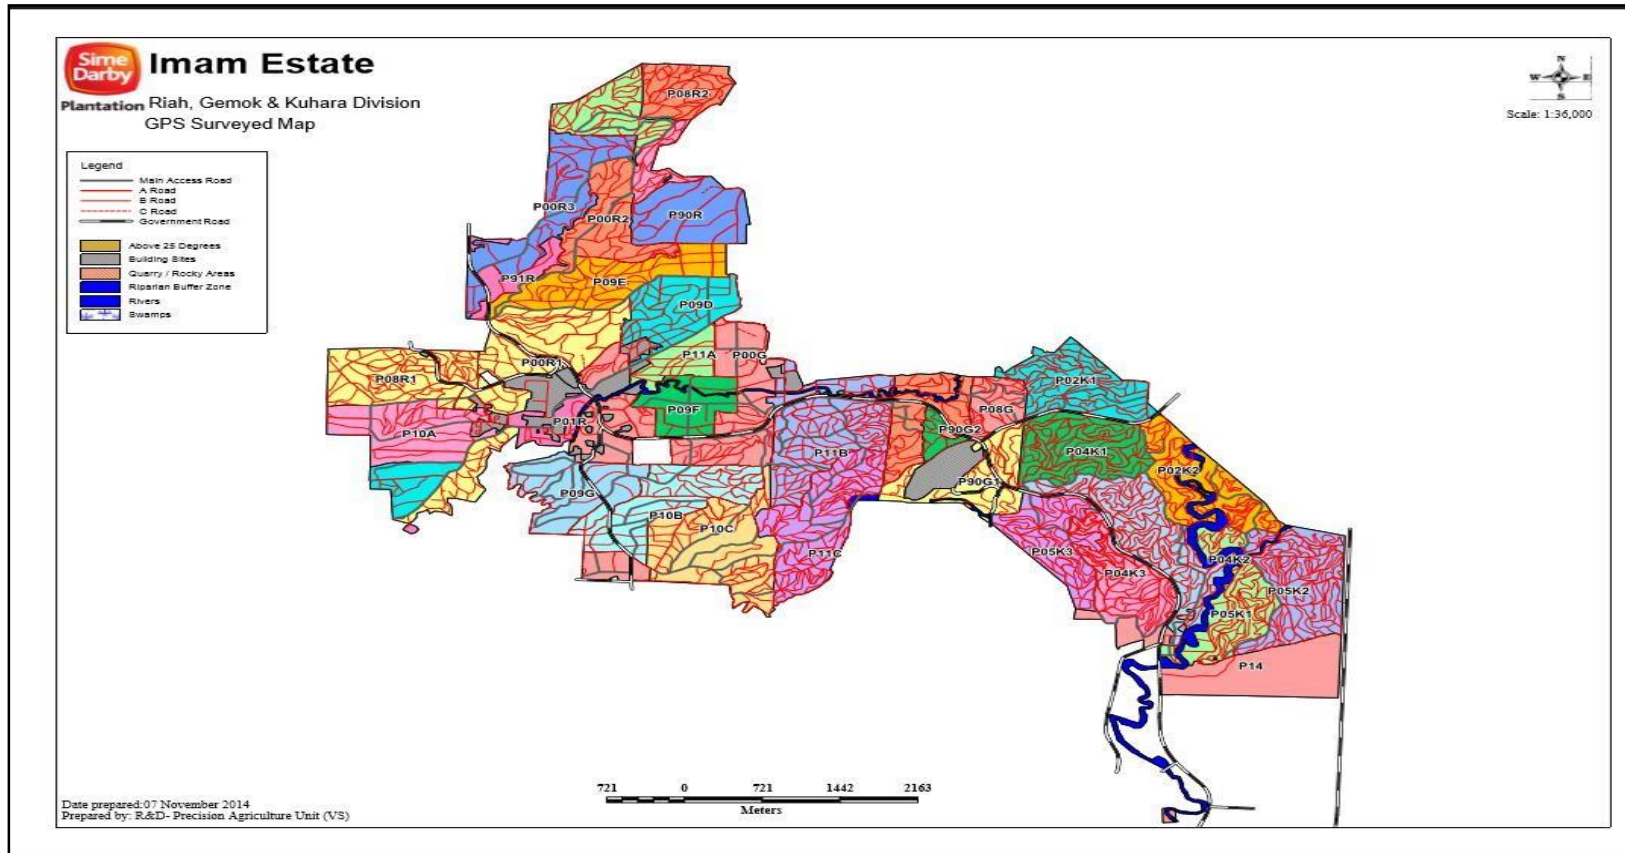 Sime
Darby
Plantation
Imam Estate
Riah, Gemok & Kuhara Division
GPS Surveyed Map
N
W E
S
Scale: 1:36,000
Legend
Main Access Road
A Road
B Road
C Road
Government Road
Above 25 Degrees
Building Sites
Quarry / Rocky Areas
Riparian Buffer Zone
Rivers
Swamps
P08R2
P00R3
P00R2
P90R
P91R
P09E
P09D
P11A
P00G
P00R1
P08R1
P02K1
P09F
P08G
P01R
P10A
P90G2
P11B
P04K1
P02K2
P90G1
P09G
P10B
P10C
P11C
P05K3
P04K2
P04K3
P05K2
P05K1
P14
721 0 721 1442 2163
Meters
Date prepared:07 November 2014
Prepared by: R&D- Precision Agriculture Unit (VS)